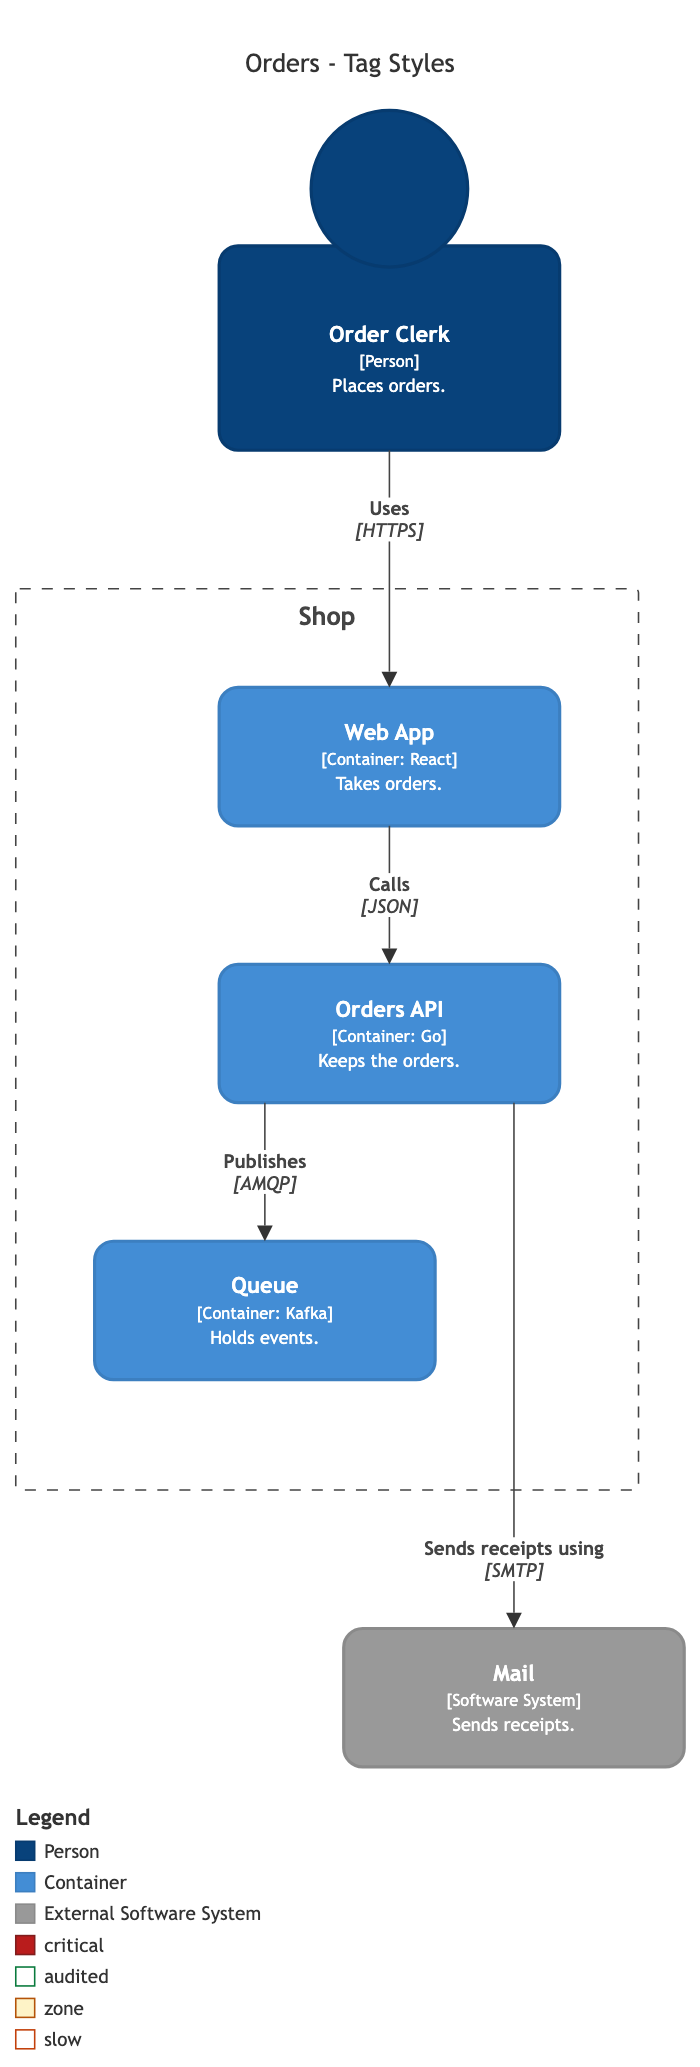 Orders - Tag Styles
Order Clerk
[Person]
Places orders.
Uses
[HTTPS]
Shop
Web App
[Container: React]
Takes orders.
Calls
[JSON]
Orders API
[Container: Go]
Keeps the orders.
Publishes
[AMQP]
Queue
[Container: Kafka]
Holds events.
Sends receipts using
[SMTP]
Mail
[Software System]
Sends receipts.
Legend
Person
Container
External Software System
critical
audited
zone
slow